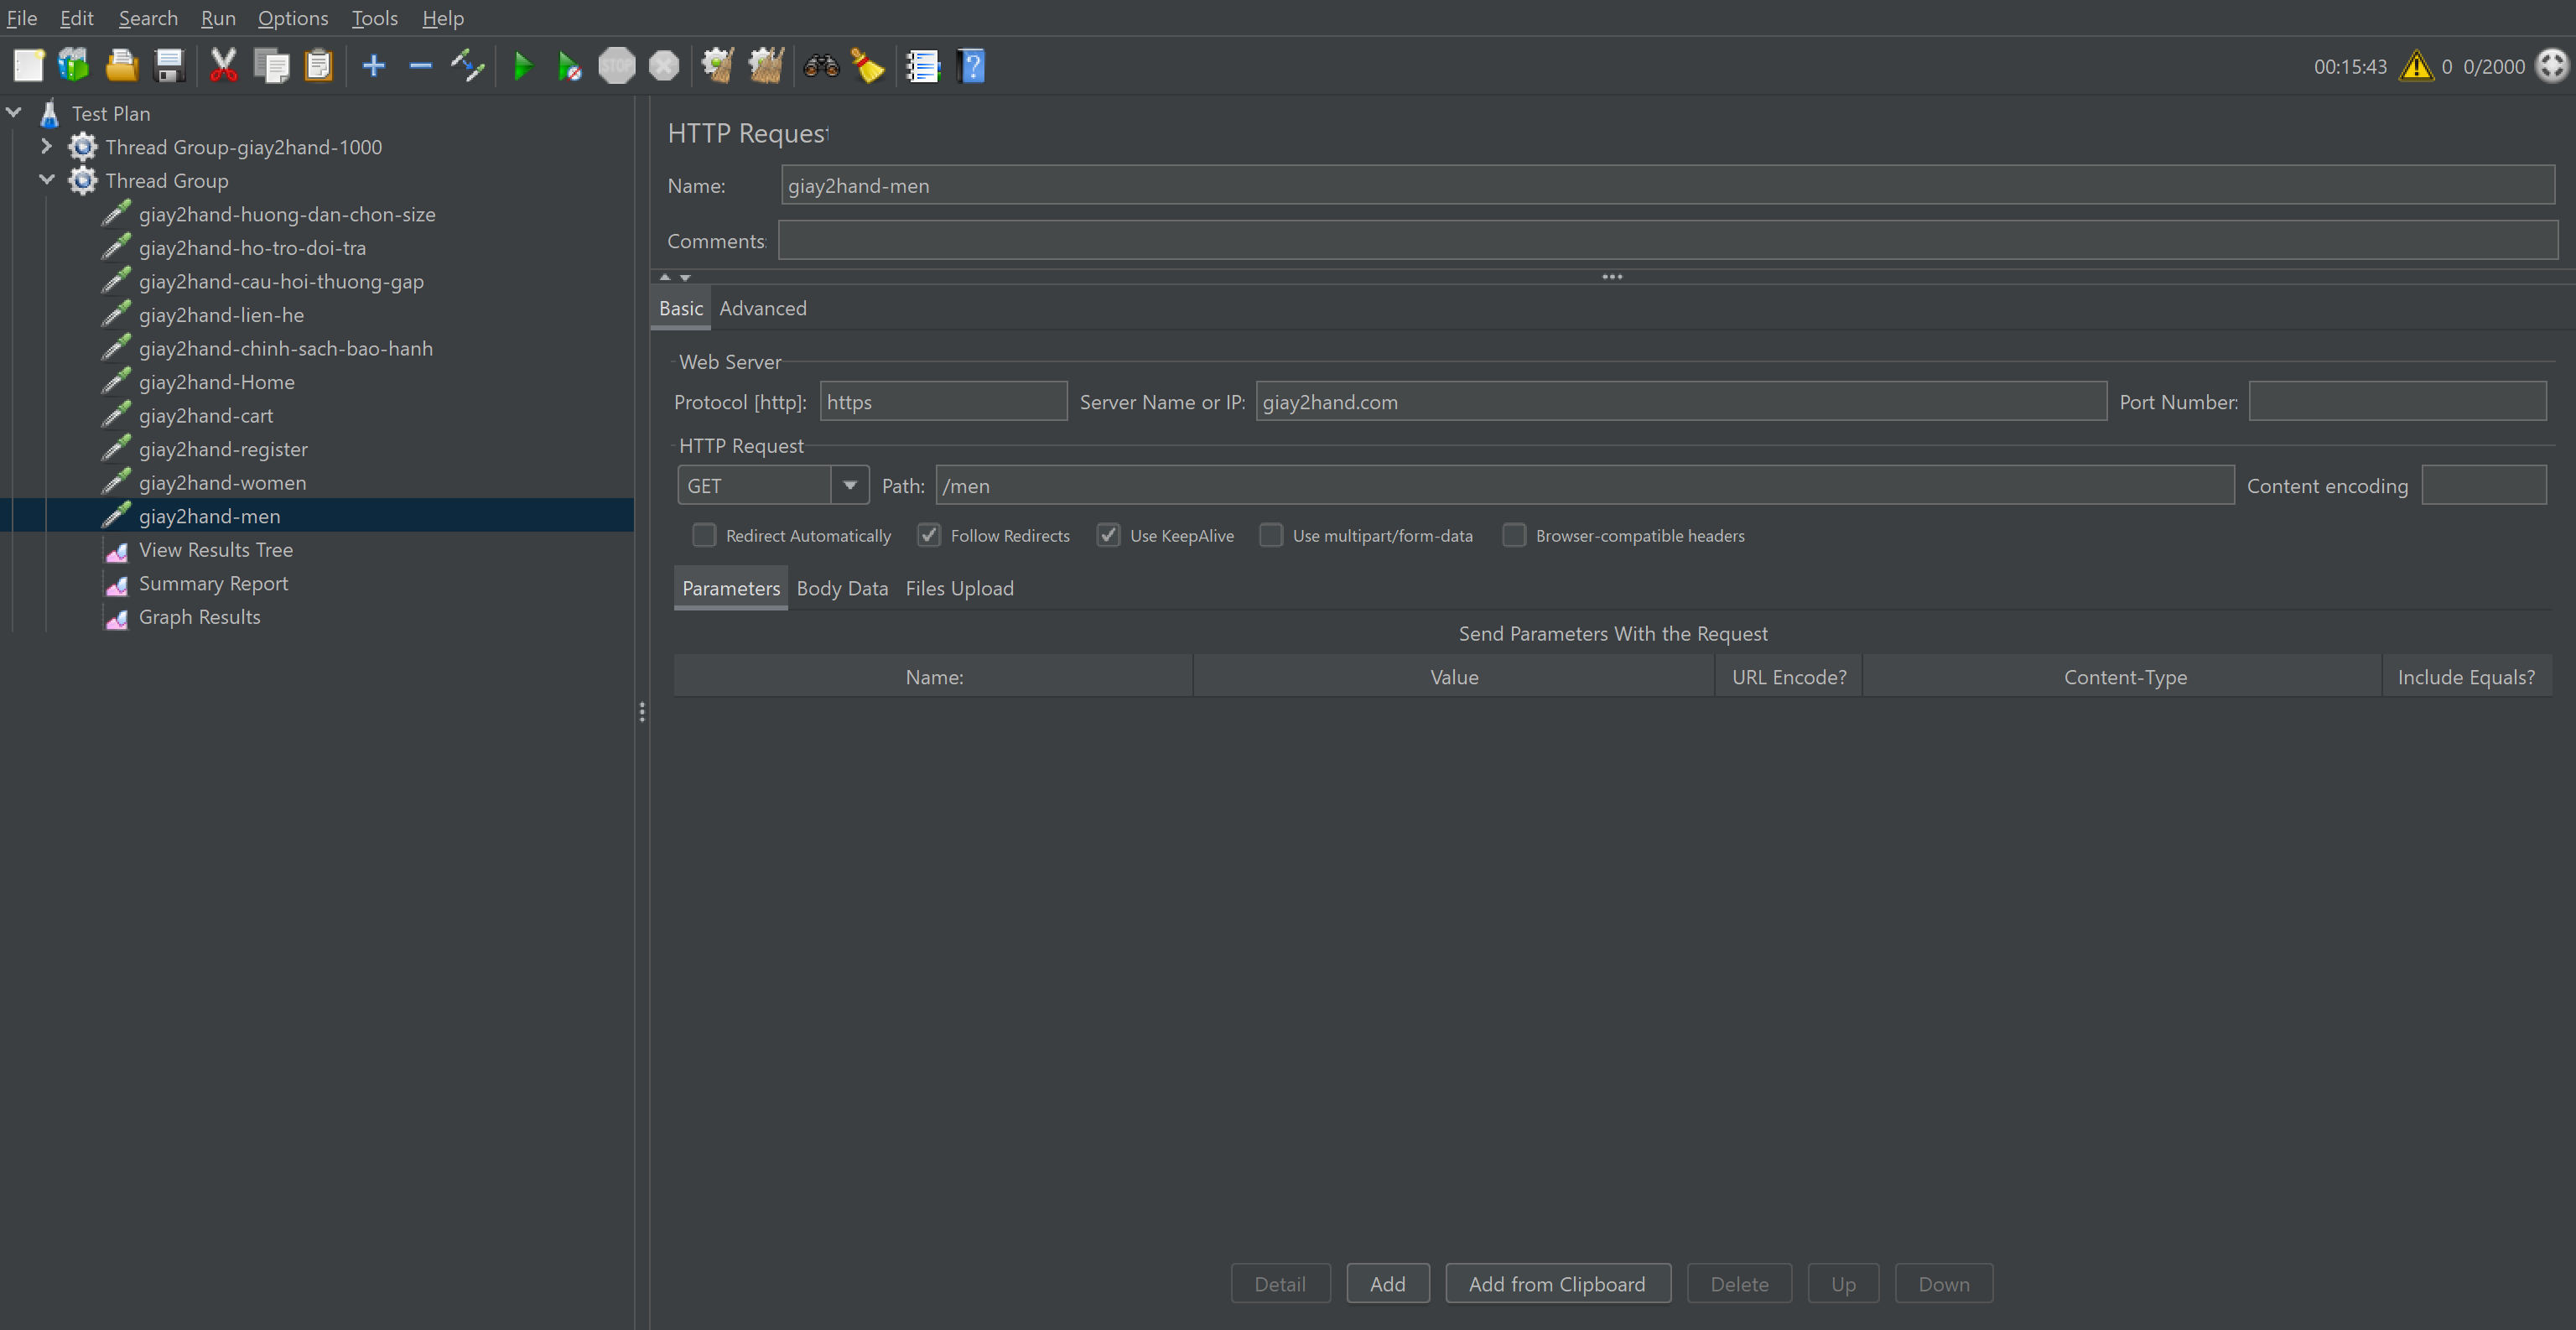 File Edit Search Run Options Tools Help
STOP
00:15:43 0 0/2000
Test Plan
Thread Group-giay2hand-1000
Thread Group
giay2hand-huong-dan-chon-size
giay2hand-ho-tro-doi-tra
giay2hand-cau-hoi-thuong-gap
giay2hand-lien-he
giay2hand-chinh-sach-bao-hanh
giay2hand-Home
giay2hand-cart
giay2hand-register
giay2hand-women
giay2hand-men
View Results Tree
Summary Report
Graph Results
HTTP Request
Name: giay2hand-men
Comments:
Basic Advanced
Web Server
Protocol [http]: https Server Name or IP: giay2hand.com Port Number:
HTTP Request
GET Path: /men Content encoding
Redirect Automatically Follow Redirects Use KeepAlive Use multipart/form-data Browser-compatible headers
Parameters Body Data Files Upload
Send Parameters With the Request
Name: Value URL Encode? Content-Type Include Equals?
Detail Add Add from Clipboard Delete Up Down